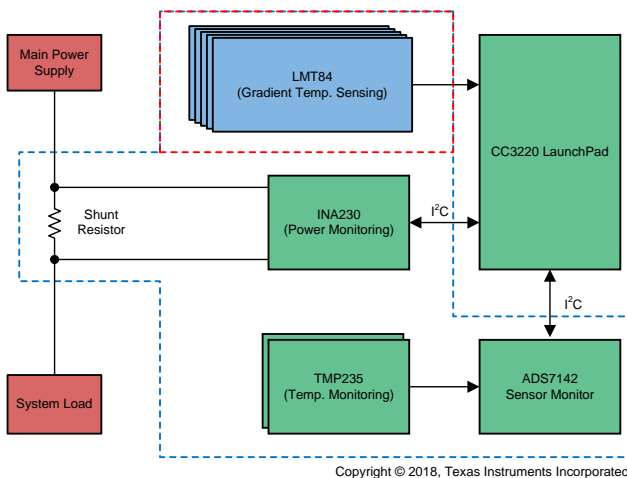 Main Power
Supply
LMT84
(Gradient Temp. Sensing)
CC3220 LaunchPad
Shunt
Resistor
INA230
(Power Monitoring)
I²C
I²C
System Load
TMP235
(Temp. Monitoring)
ADS7142
Sensor Monitor
Copyright © 2018, Texas Instruments Incorporated